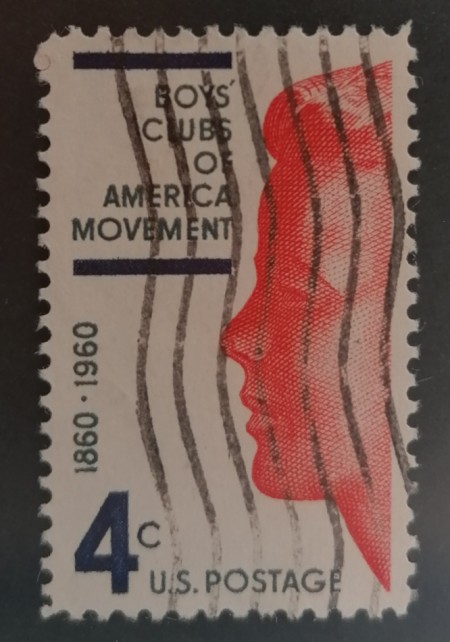 BOYS'
CLUBS
OF
AMERICA
MOVEMENT
1860 · 1960
4c
U.S. POSTAGE